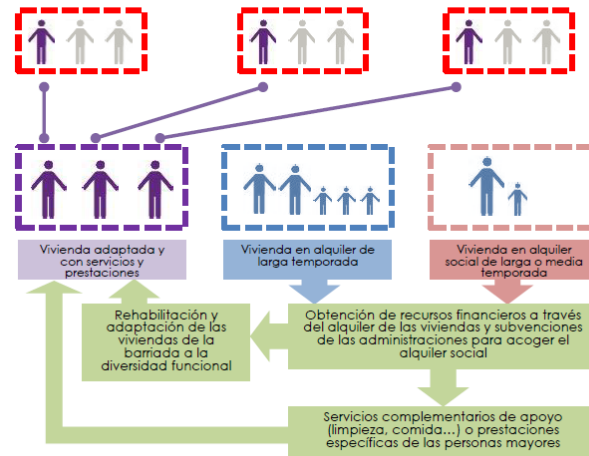 Vivienda adaptada y
con servicios y
prestaciones
Vivienda en alquiler de
larga temporada
Vivienda en alquiler
social de larga o media
temporada
Rehabilitación y
adaptación de las
viviendas de la
barriada a la
diversidad funcional
Obtención de recursos financieros a través
del alquiler de las viviendas y subvenciones
de las administraciones para acoger el
alquiler social
Servicios complementarios de apoyo
(limpieza, comida...) o prestaciones
específicas de las personas mayores